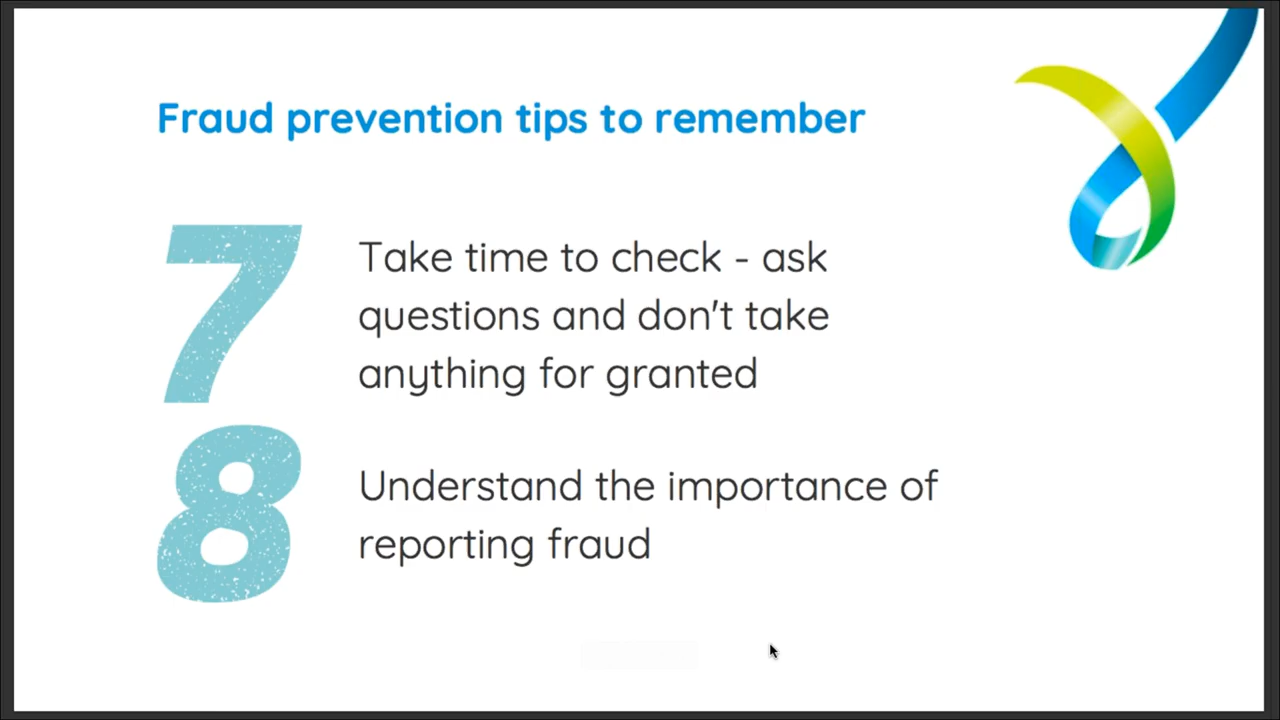 Fraud prevention tips to remember
7
Take time to check - ask
questions and don't take
anything for granted
8
Understand the importance of
reporting fraud